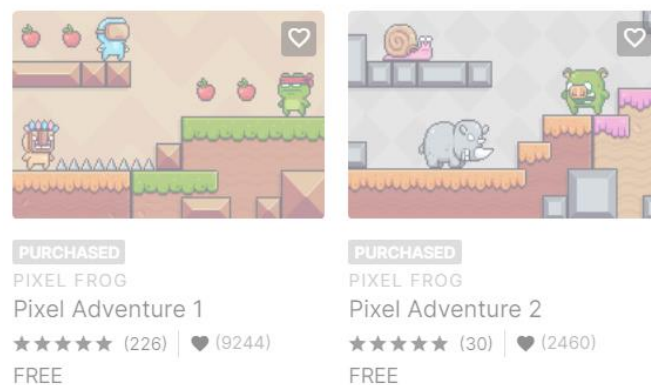 PURCHASED
PIXEL FROG
Pixel Adventure 1
(226) (9244)
FREE
PURCHASED
PIXEL FROG
Pixel Adventure 2
(30) (2460)
FREE